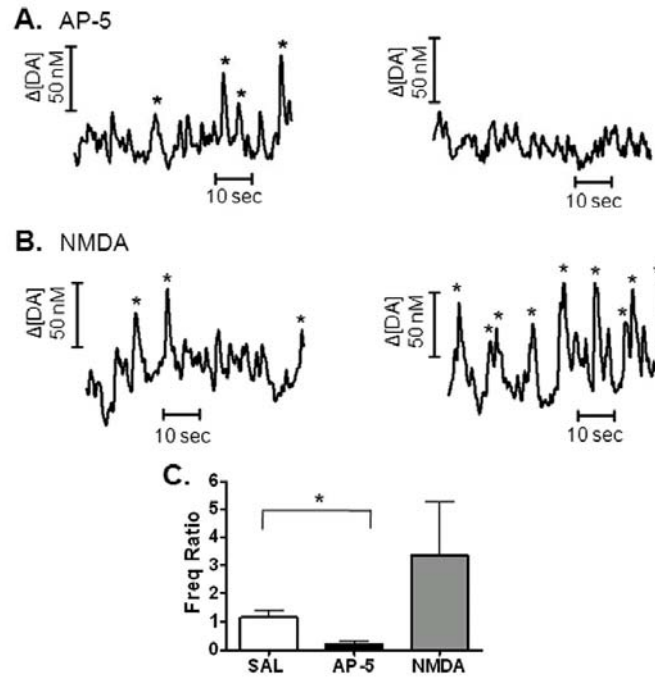 A. AP-5
Δ[DA]
50 nM
* * * *
10 sec
Δ[DA]
50 nM
10 sec
B. NMDA
Δ[DA]
50 nM
* * *
10 sec
Δ[DA]
50 nM
* * * * * * * *
10 sec
C.
Freq Ratio
6
5
4
3
2
1
0
*
SAL AP-5 NMDA